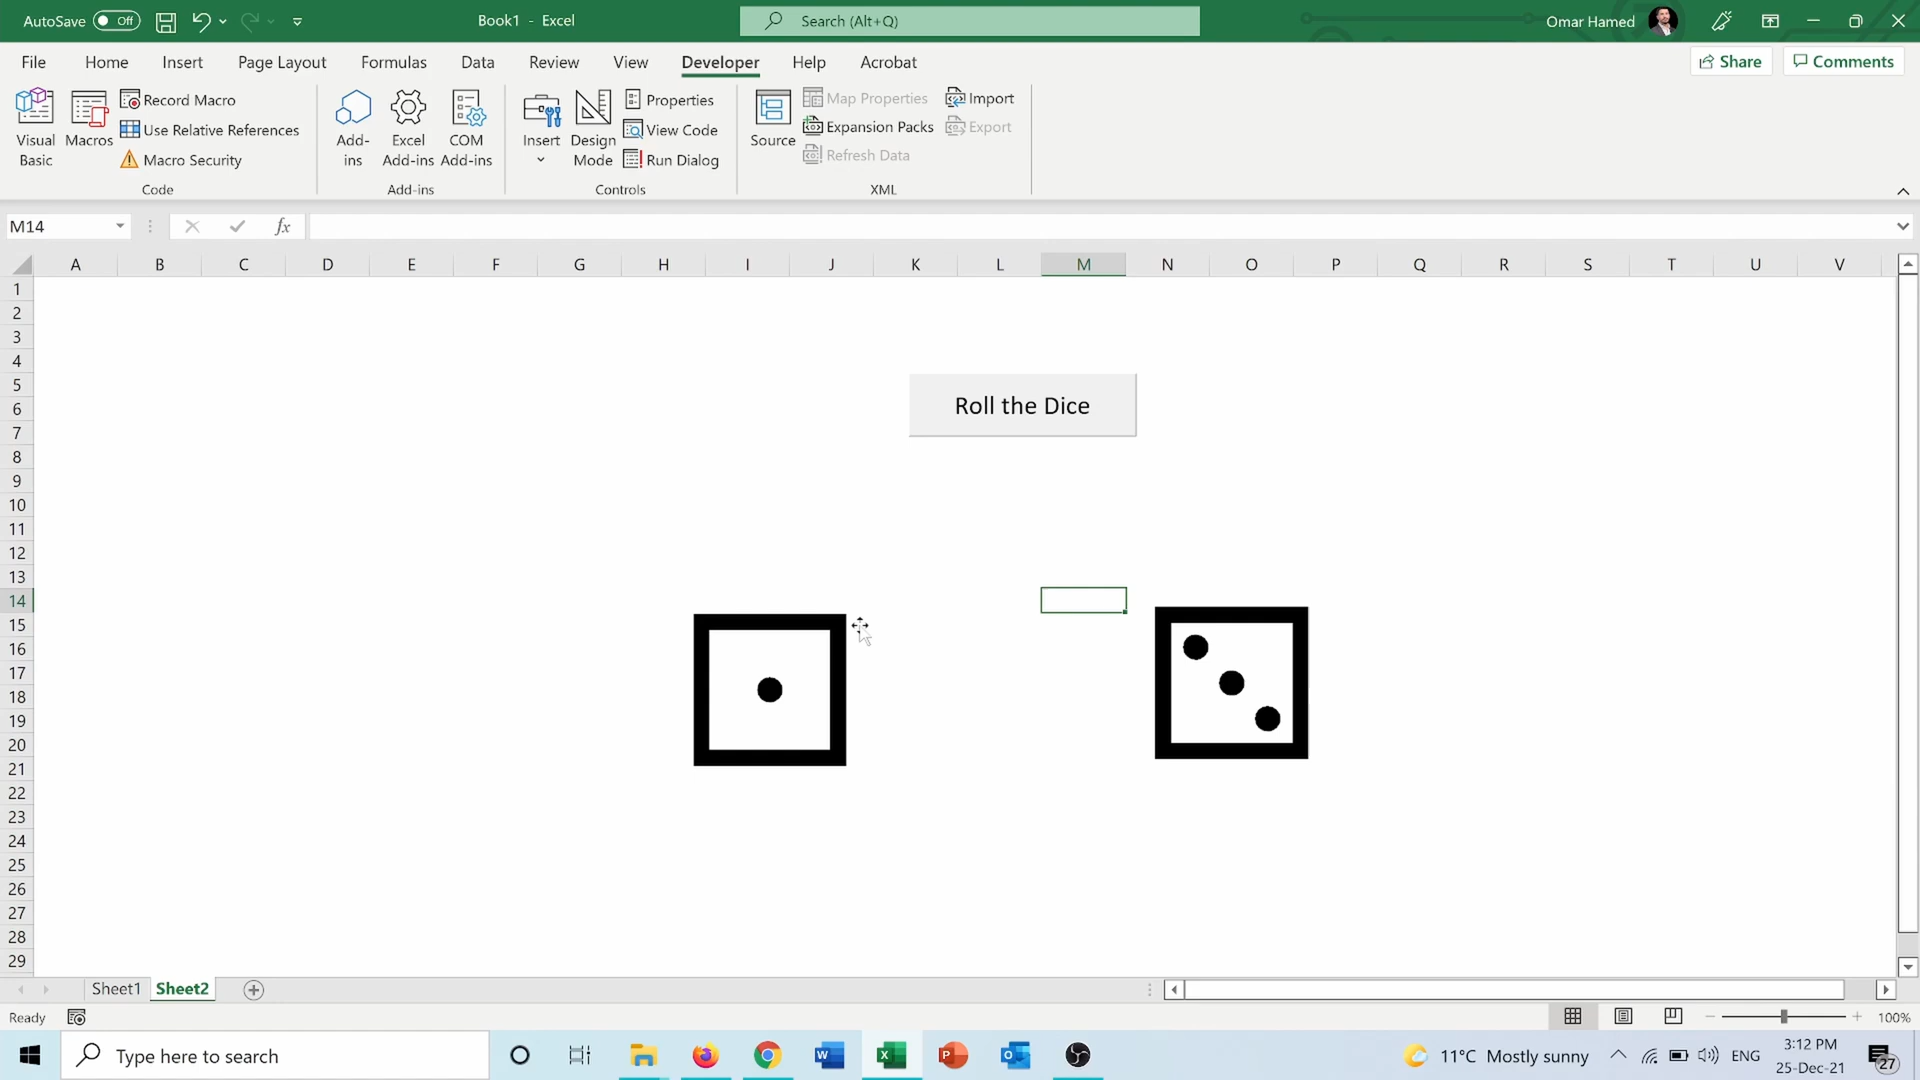 AutoSave Off Book1 - Excel Search (Alt+Q) Omar Hamed
File Home Insert Page Layout Formulas Data Review View Developer Help Acrobat Share Comments
Visual Basic
Macros
Record Macro
Use Relative References
Macro Security
Code
Add-ins
Excel Add-ins
COM Add-ins
Add-ins
Insert
Design Mode
Properties
View Code
Run Dialog
Controls
Source
Map Properties
Expansion Packs
Refresh Data
Import
Export
XML
M14 fx
A B C D E F G H I J K L M N O P Q R S T U V
1
2
3
4
5
6
7
8
9
10
11
12
13
14
15
16
17
18
19
20
21
22
23
24
25
26
27
28
29
Roll the Dice
Sheet1 Sheet2
Ready 100%
Type here to search 11°C Mostly sunny ENG 3:12 PM
25-Dec-21 27